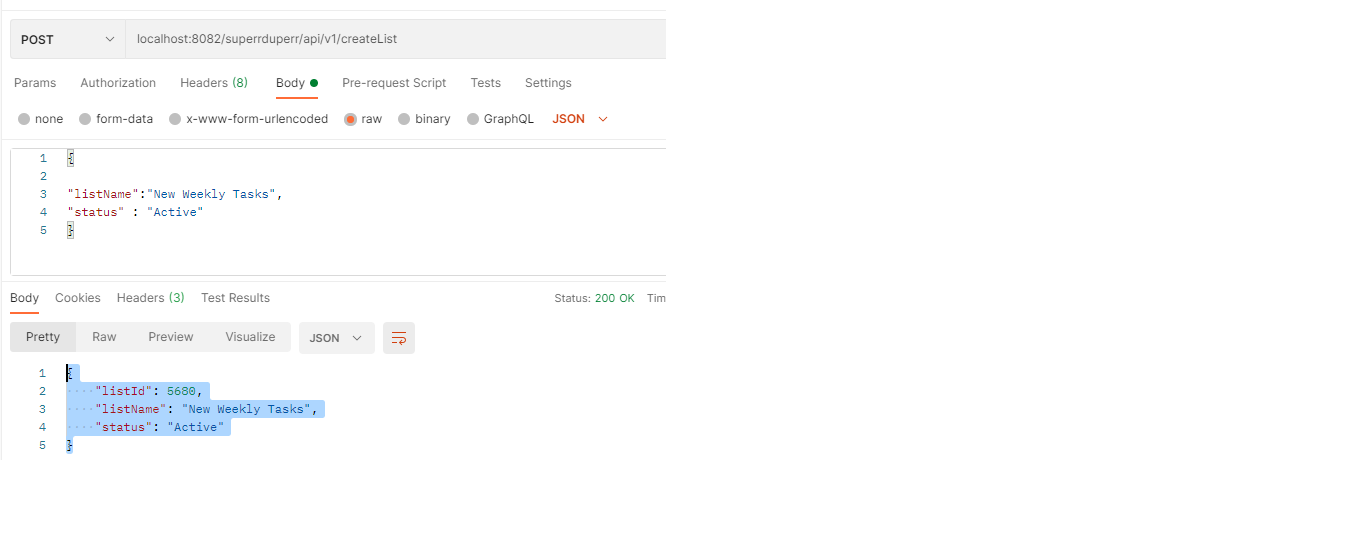 POST localhost:8082/superrduperr/api/v1/createList
Params Authorization Headers (8) Body Pre-request Script Tests Settings
none form-data x-www-form-urlencoded raw binary GraphQL JSON
1 {
2
3 "listName":"New Weekly Tasks",
4 "status" : "Active"
5 }
Body Cookies Headers (3) Test Results Status: 200 OK Tim
Pretty Raw Preview Visualize JSON
1 {
2 "listId": 5680,
3 "listName": "New Weekly Tasks",
4 "status": "Active"
5 }